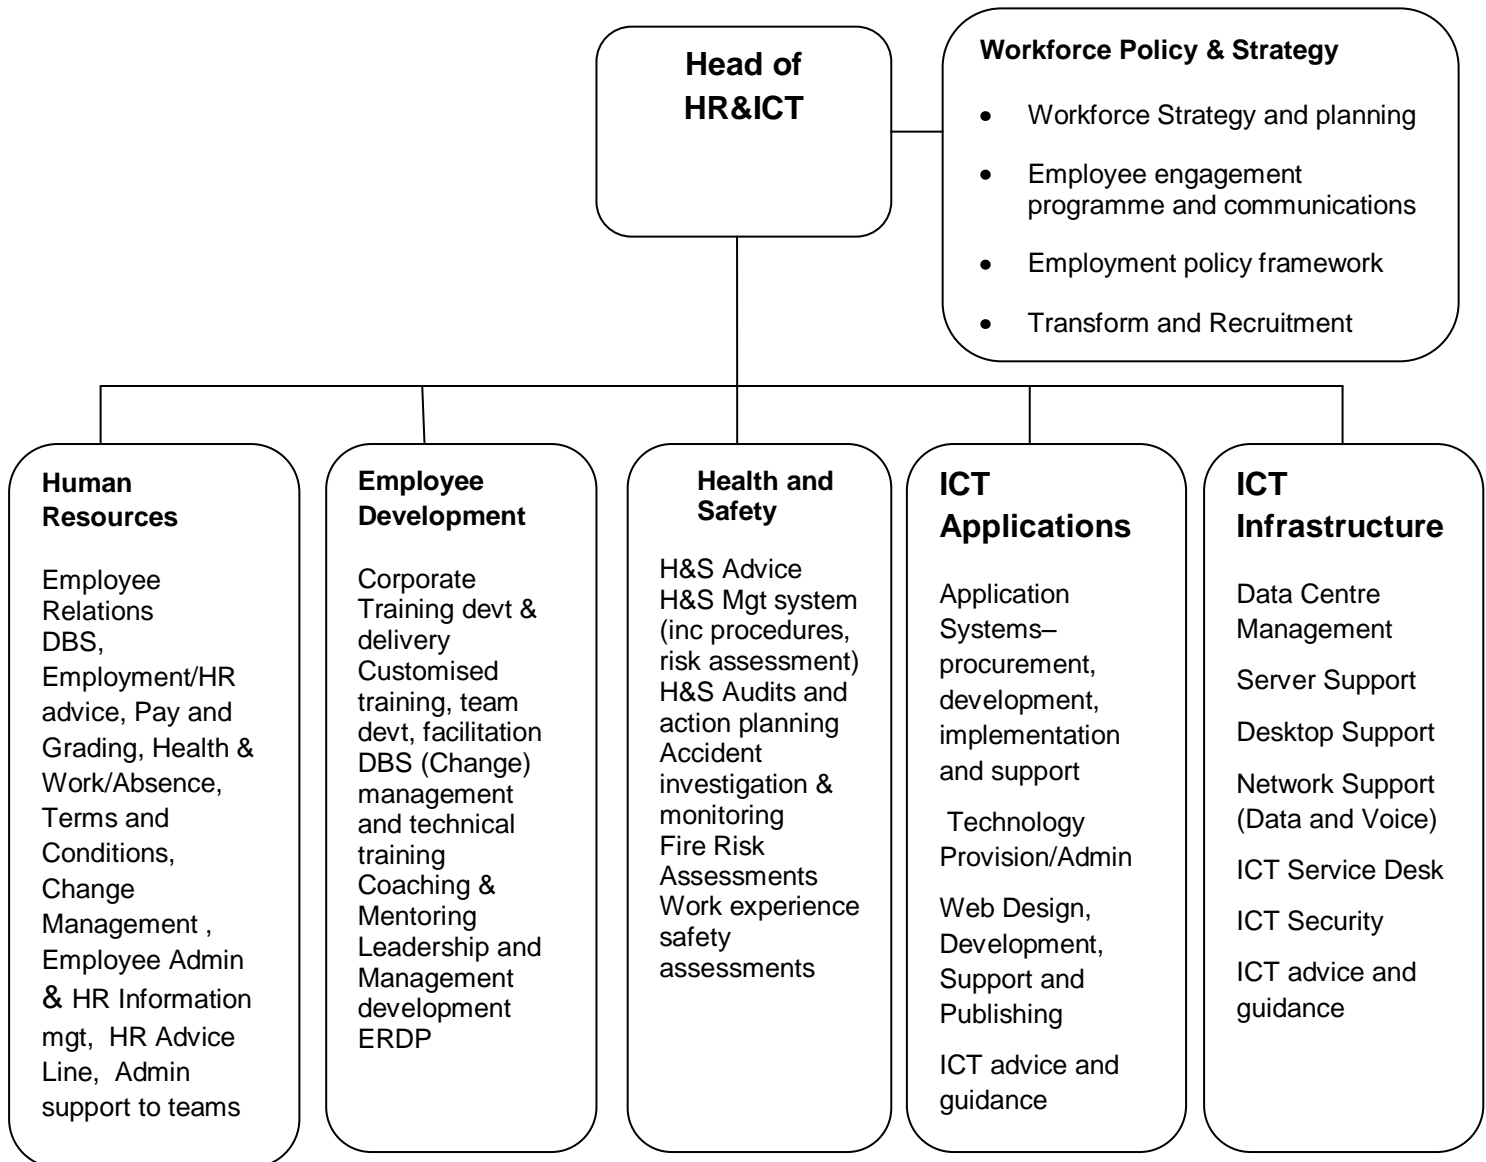 Head of
HR&ICT
Workforce Policy & Strategy
• Workforce Strategy and planning
• Employee engagement
programme and communications
• Employment policy framework
• Transform and Recruitment
Human
Resources
Employee
Relations
DBS,
Employment/HR
advice, Pay and
Grading, Health &
Work/Absence,
Terms and
Conditions,
Change
Management ,
Employee Admin
& HR Information
mgt, HR Advice
Line, Admin
support to teams
Employee
Development
Corporate
Training devt &
delivery
Customised
training, team
devt, facilitation
DBS (Change)
management
and technical
training
Coaching &
Mentoring
Leadership and
Management
development
ERDP
Health and
Safety
H&S Advice
H&S Mgt system
(inc procedures,
risk assessment)
H&S Audits and
action planning
Accident
investigation &
monitoring
Fire Risk
Assessments
Work experience
safety
assessments
ICT
Applications
Application
Systems–
procurement,
development,
implementation
and support
Technology
Provision/Admin
Web Design,
Development,
Support and
Publishing
ICT advice and
guidance
ICT
Infrastructure
Data Centre
Management
Server Support
Desktop Support
Network Support
(Data and Voice)
ICT Service Desk
ICT Security
ICT advice and
guidance